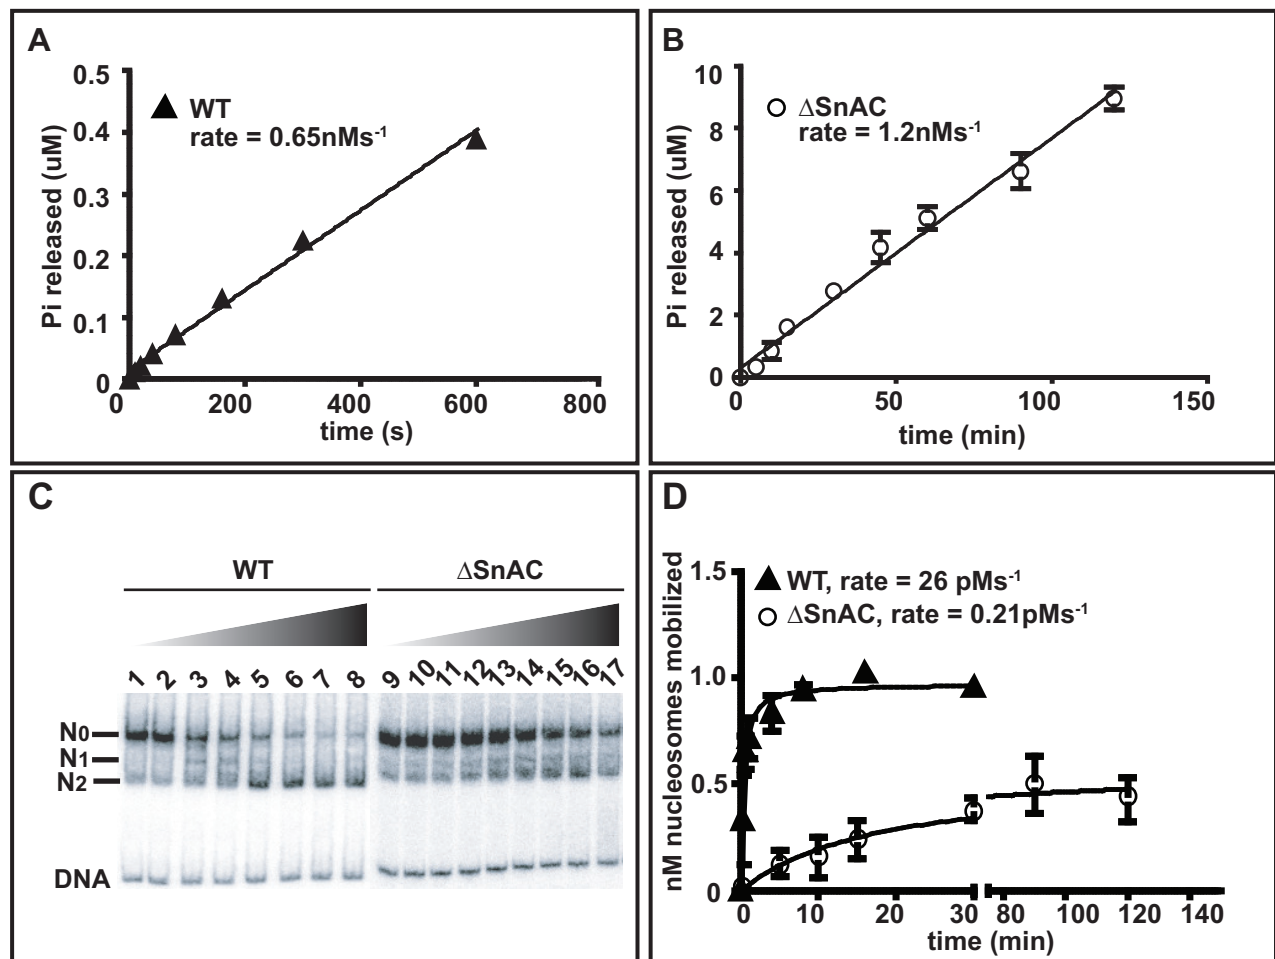 A
Pi released (uM)
0.5
0.4
0.3
0.2
0.1
0
▲ WT
rate = 0.65nMs⁻¹
0 200 400 600 800
time (s)
B
Pi released (uM)
10
8
6
4
2
0
○ ∆SnAC
rate = 1.2nMs⁻¹
0 50 100 150
time (min)
C
WT ∆SnAC
1 2 3 4 5 6 7 8 9 10 11 12 13 14 15 16 17
N0
N1
N2
DNA
D
nM nucleosomes mobilized
1.5
1.0
0.5
0
▲ WT, rate = 26 pMs⁻¹
○ ∆SnAC, rate = 0.21pMs⁻¹
0 10 20 30 80 100 120 140
time (min)